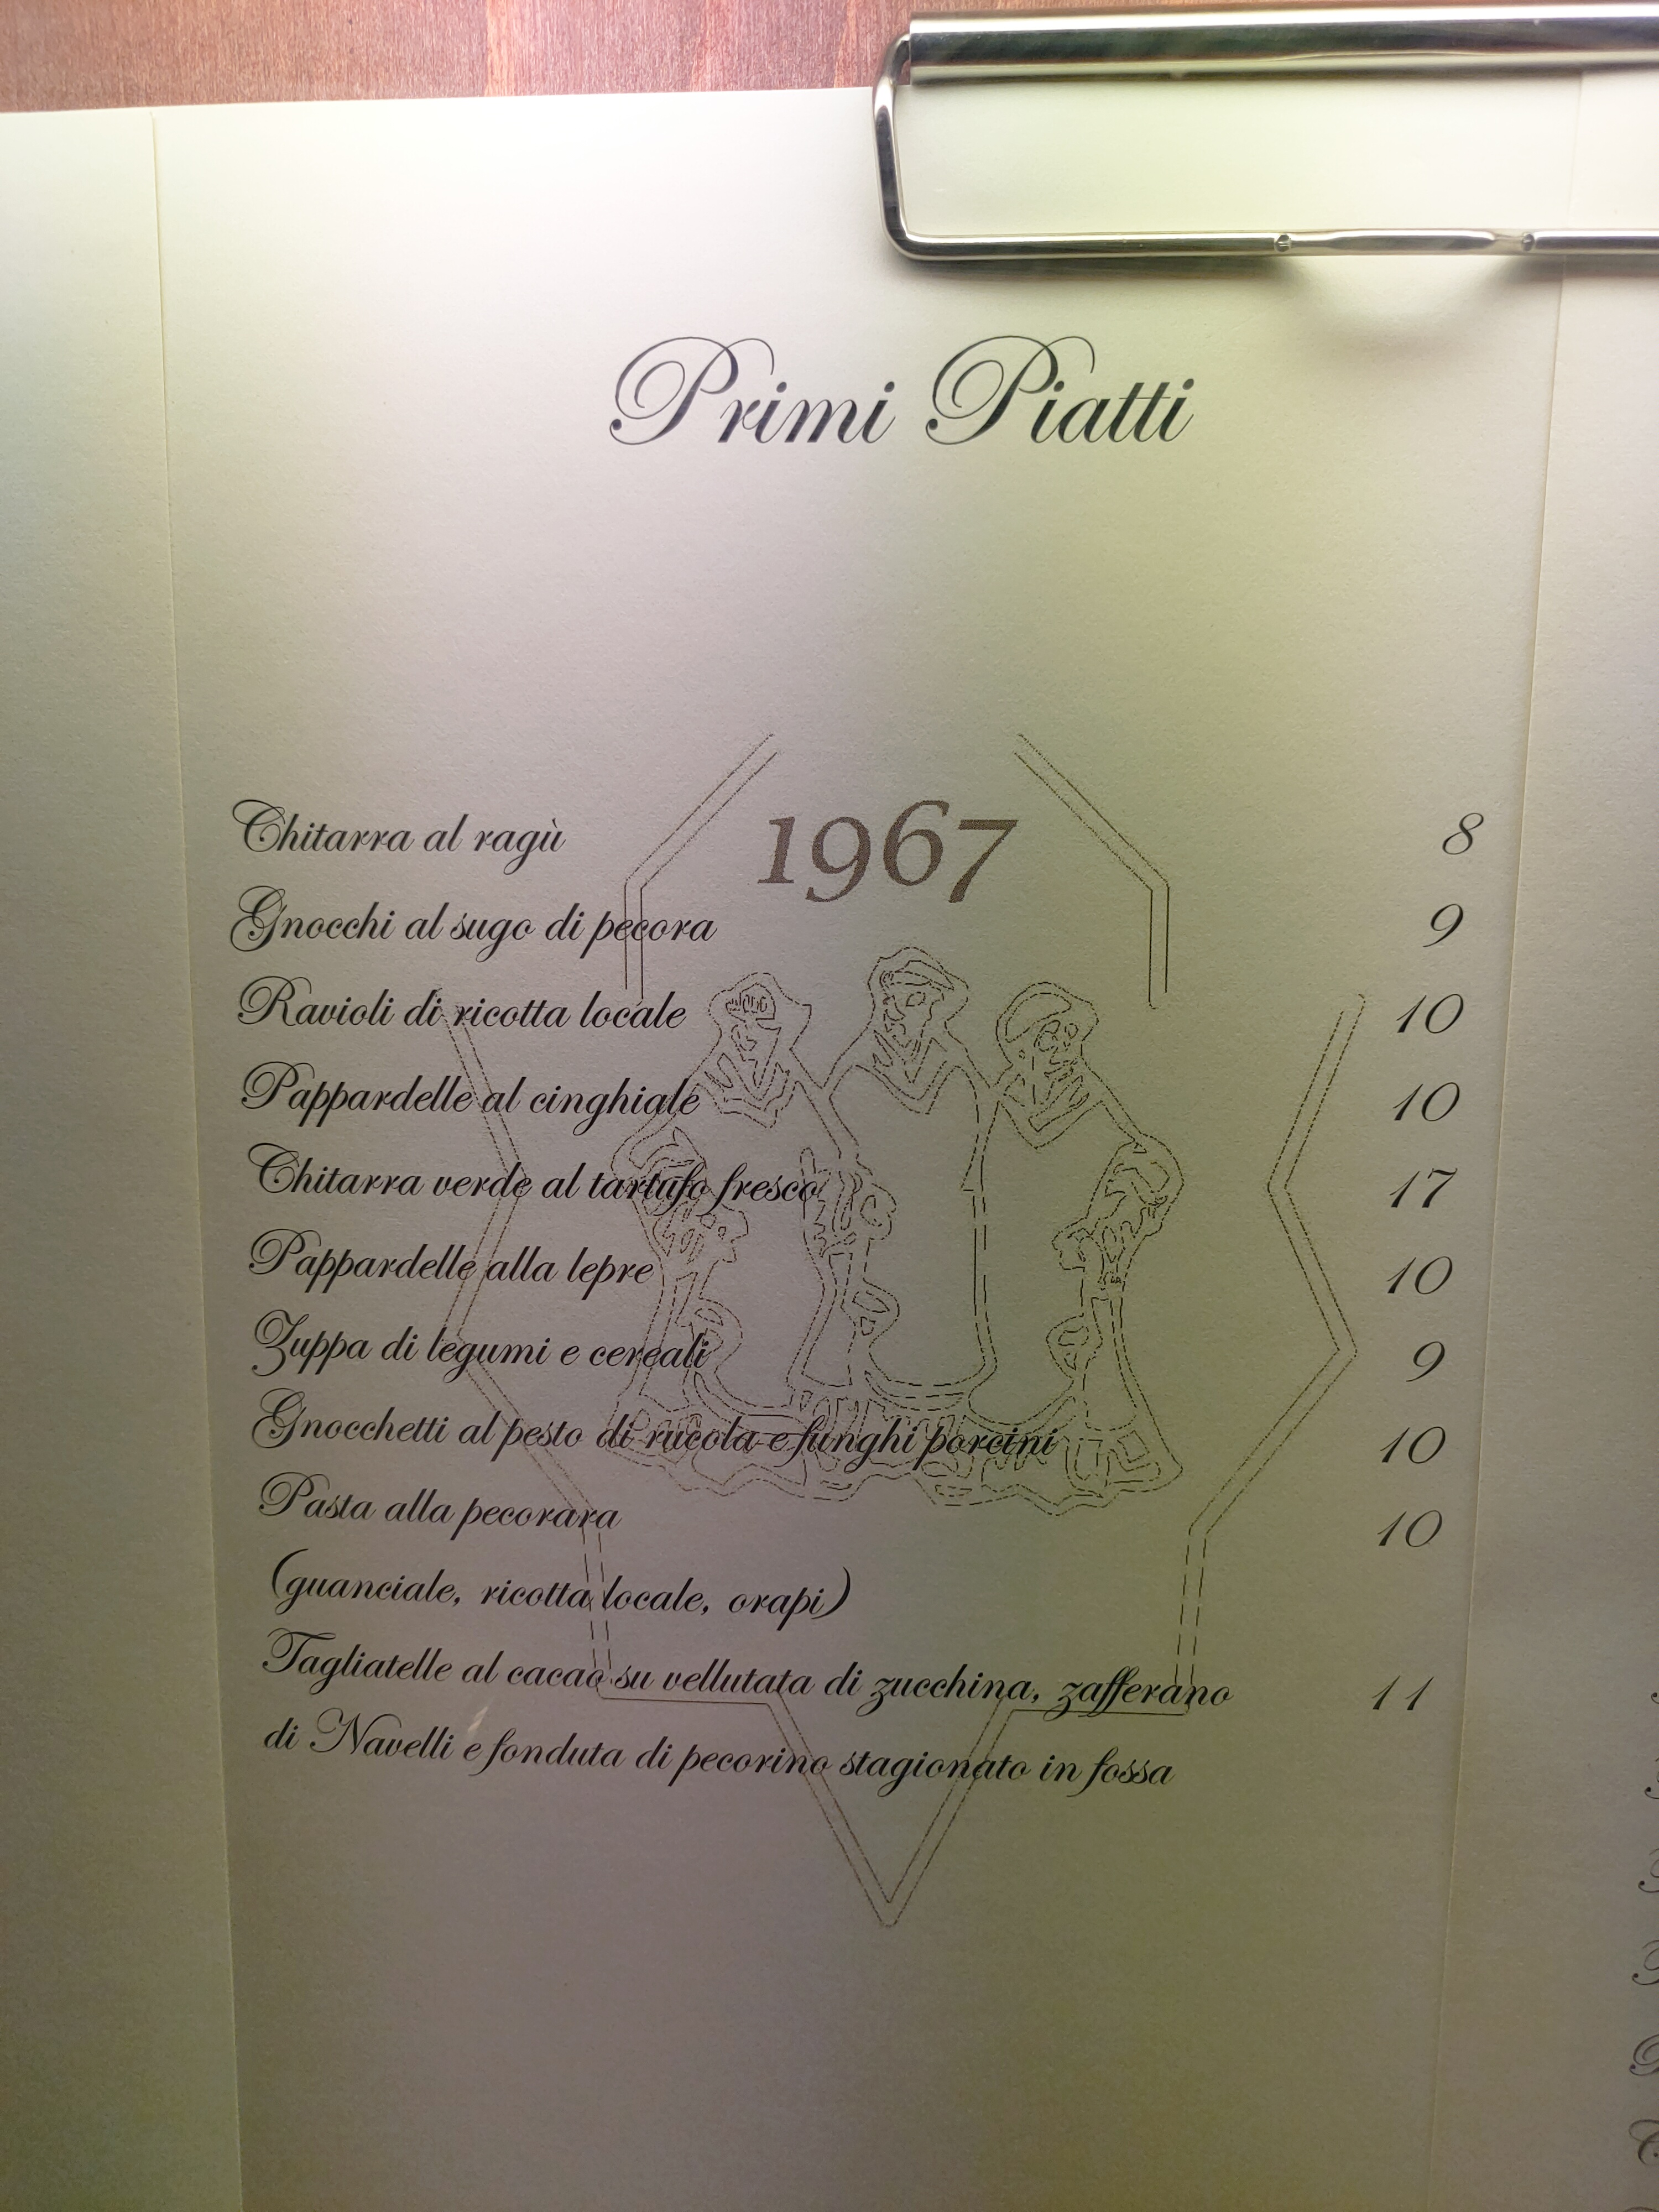 Primi Piatti
1967
Chitarra al ragù 8
Gnocchi al sugo di pecora 9
Ravioli di ricotta locale 10
Pappardelle al cinghiale 10
Chitarra verde al tartufo fresco 17
Pappardelle alla lepre 10
Zuppa di legumi e cereali 9
Gnocchetti al pesto di rucola e funghi porcini 10
Pasta alla pecorara 10
(guanciale, ricotta locale, orapi)
Tagliatelle al cacao su vellutata di zucchina, zafferano 11
di Navelli e fonduta di pecorino stagionato in fossa